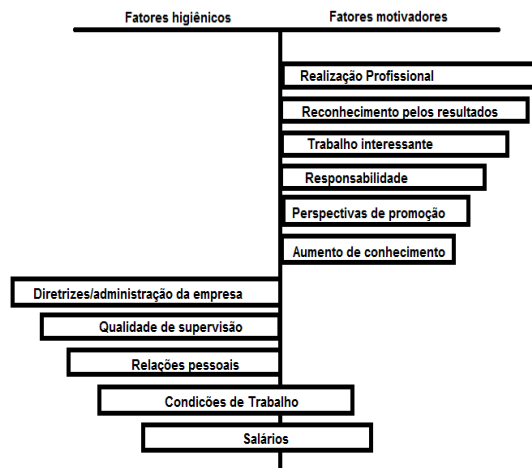 Fatores higiênicos
Fatores motivadores
Realização Profissional
Reconhecimento pelos resultados
Trabalho interessante
Responsabilidade
Perspectivas de promoção
Aumento de conhecimento
Diretrizes/administração da empresa
Qualidade de supervisão
Relações pessoais
Condicões de Trabalho
Salários